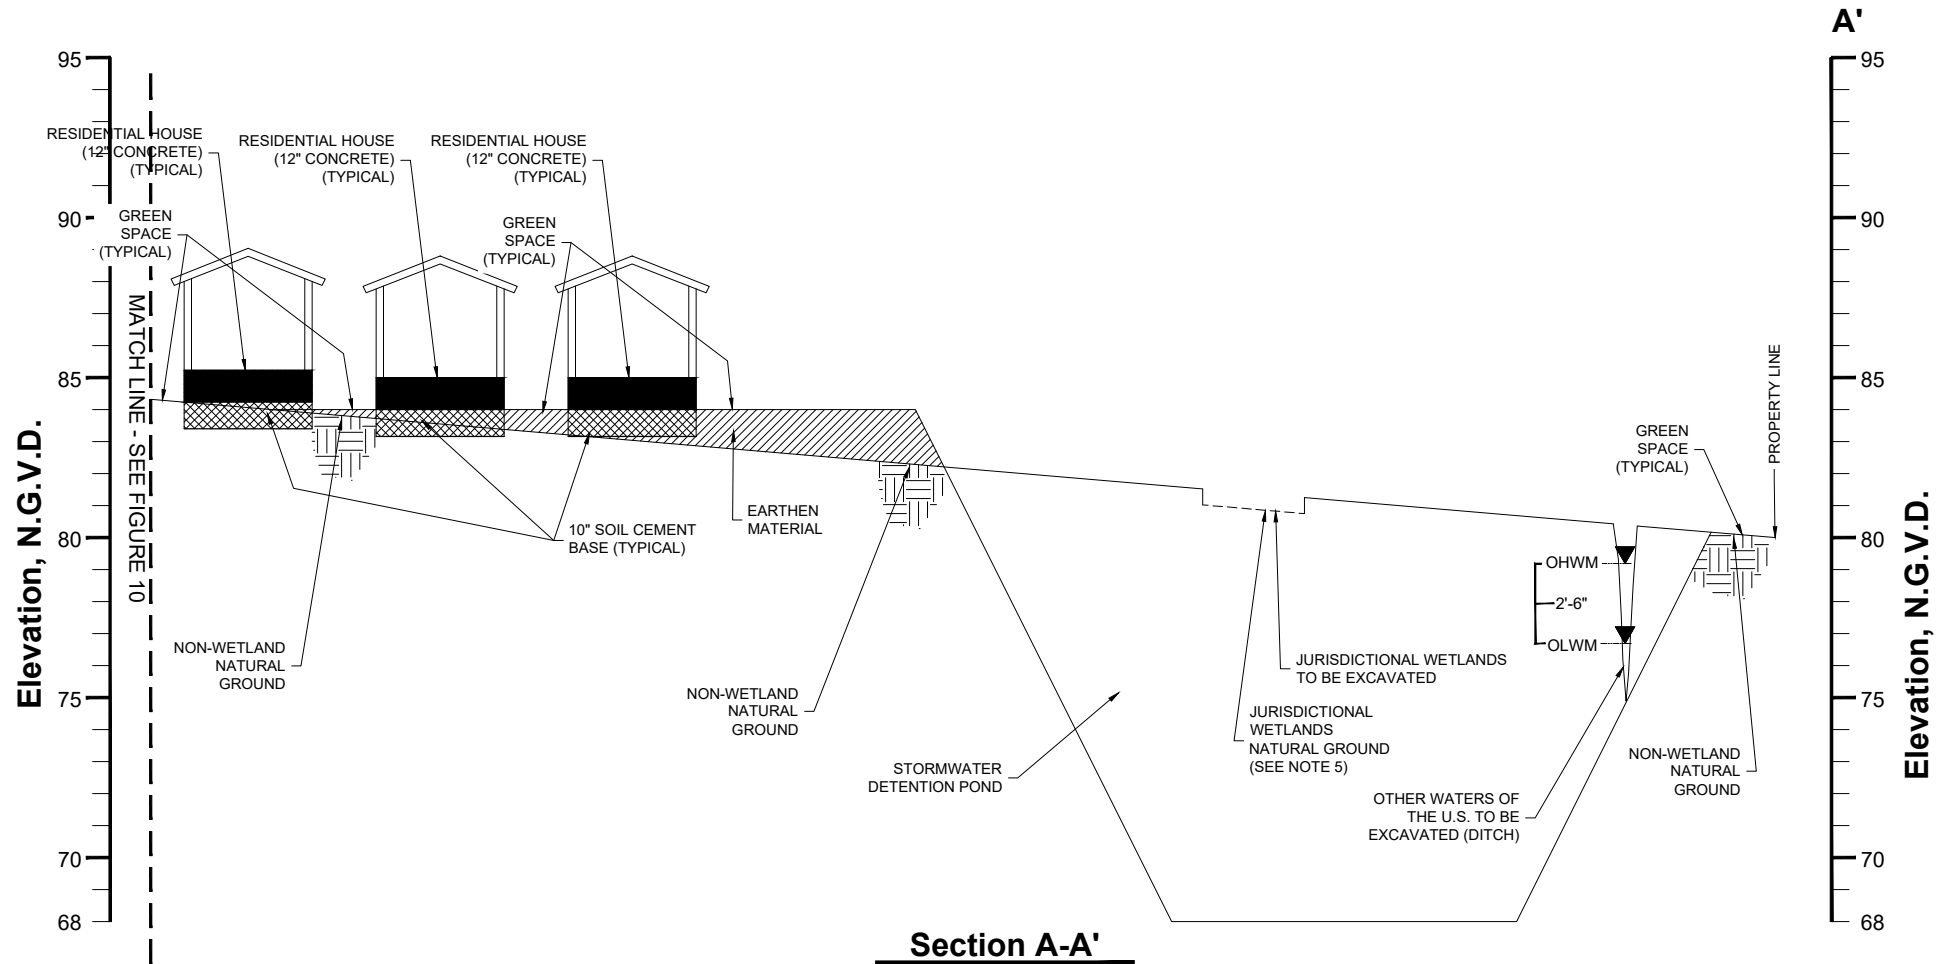 A'
95
95
RESIDENTIAL HOUSE
(12" CONCRETE)
(TYPICAL)
RESIDENTIAL HOUSE
(12" CONCRETE)
(TYPICAL)
RESIDENTIAL HOUSE
(12" CONCRETE)
(TYPICAL)
90
90
GREEN
SPACE
(TYPICAL)
GREEN
SPACE
(TYPICAL)
MATCH LINE - SEE FIGURE 10
85
85
PROPERTY LINE
GREEN
SPACE
(TYPICAL)
Elevation, N.G.V.D.
Elevation, N.G.V.D.
EARTHEN
MATERIAL
10" SOIL CEMENT
BASE (TYPICAL)
80
80
OHWM
2'-6"
OLWM
NON-WETLAND
NATURAL
GROUND
JURISDICTIONAL WETLANDS
TO BE EXCAVATED
NON-WETLAND
NATURAL
GROUND
75
75
JURISDICTIONAL
WETLANDS
NATURAL GROUND
(SEE NOTE 5)
STORMWATER
DETENTION POND
NON-WETLAND
NATURAL
GROUND
OTHER WATERS OF
THE U.S. TO BE
EXCAVATED (DITCH)
70
70
68
68
Section A-A'